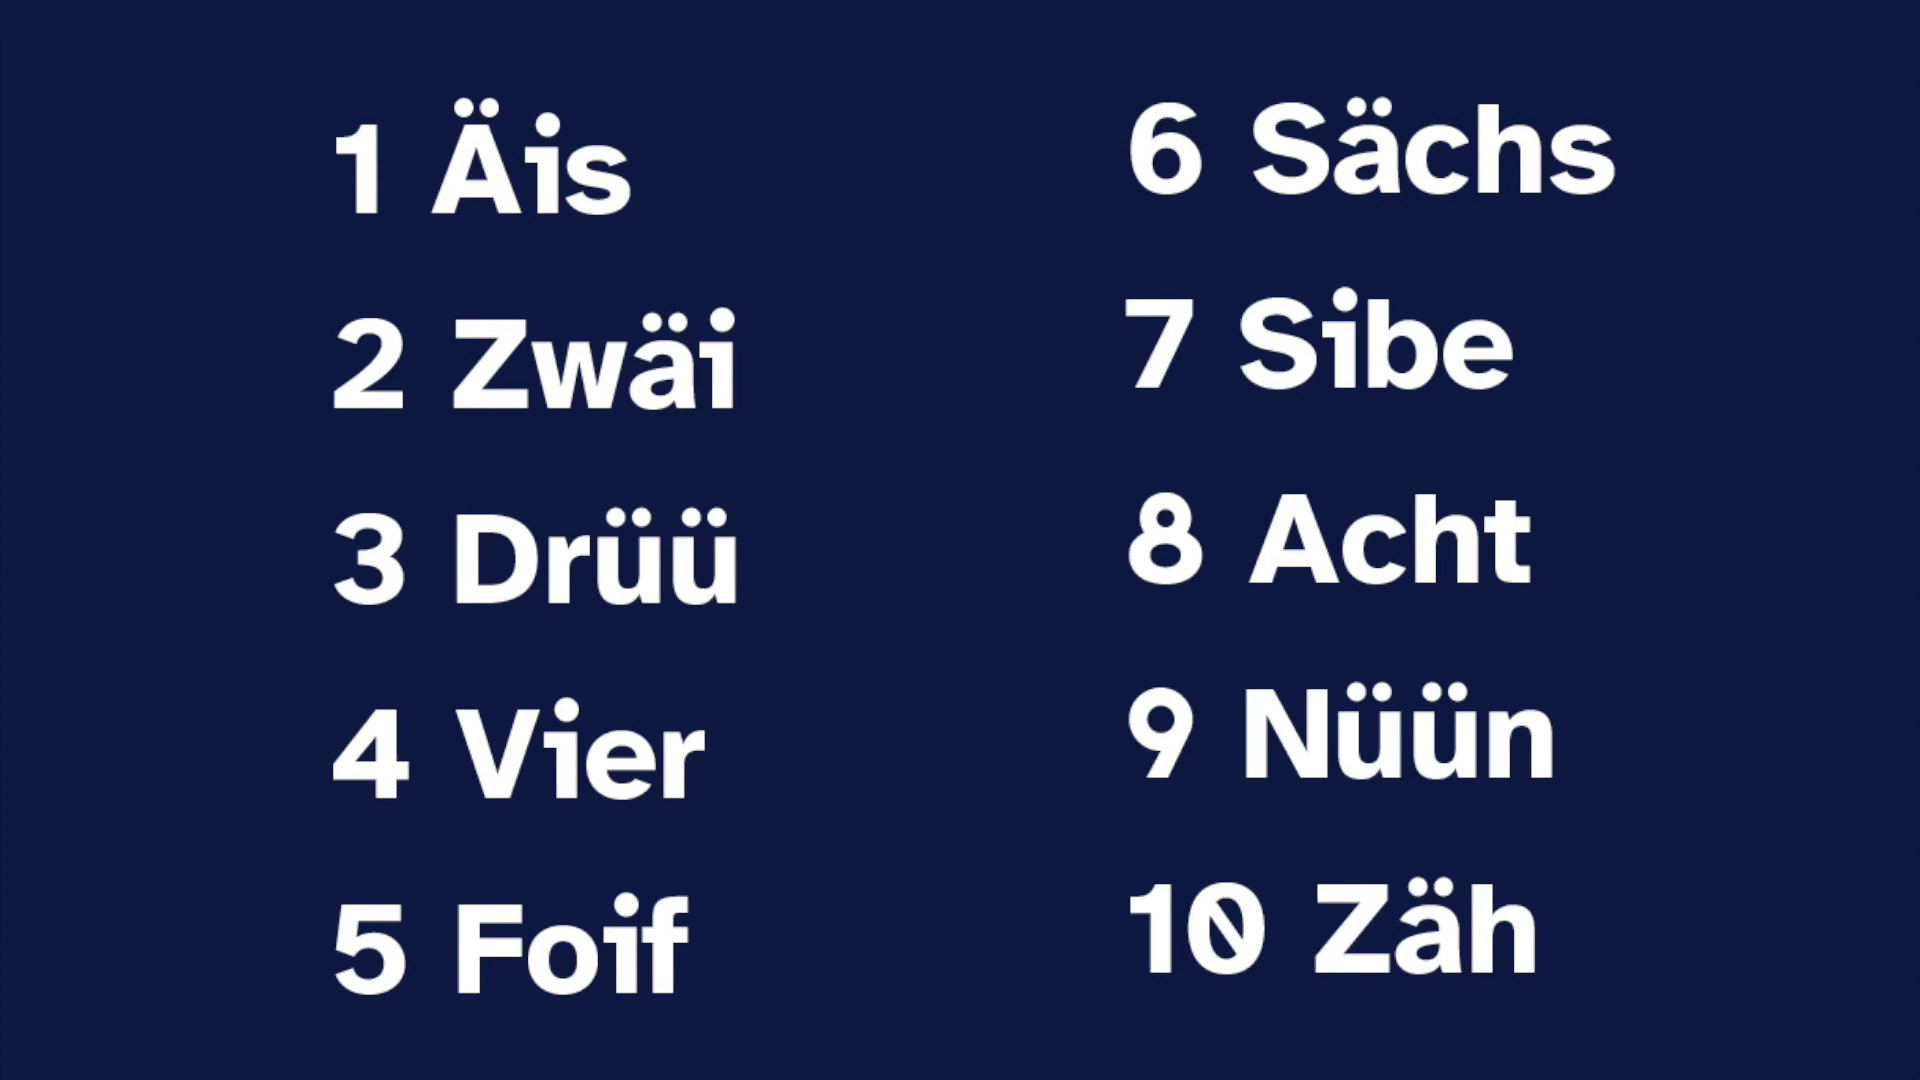 1 Äis
2 Zwäi
3 Drüü
4 Vier
5 Foif
6 Sächs
7 Sibe
8 Acht
9 Nüün
10 Zäh